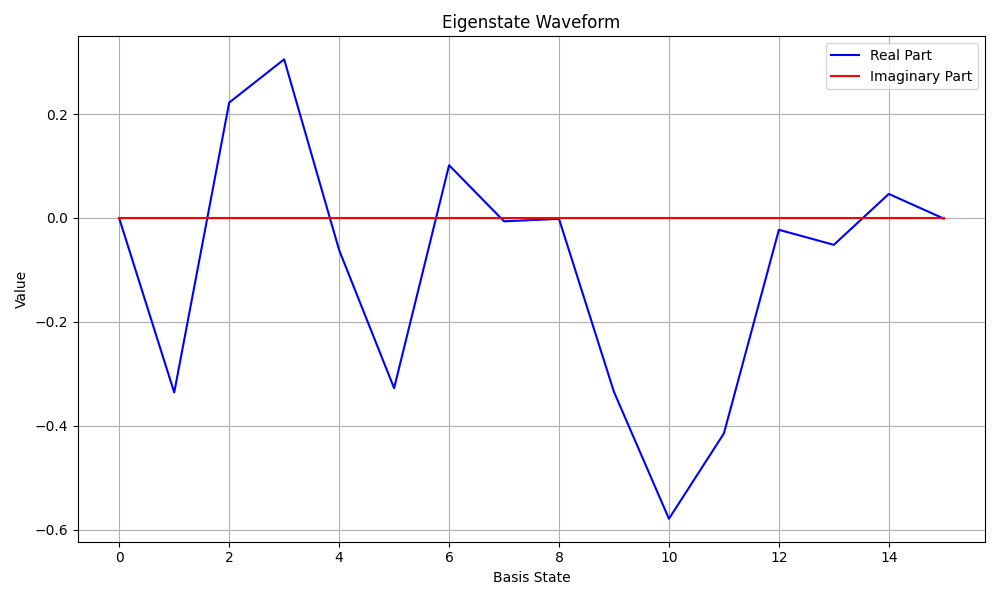 Eigenstate Waveform
Real Part
Imaginary Part
Value
0.2
0.0
−0.2
−0.4
−0.6
0 2 4 6 8 10 12 14
Basis State